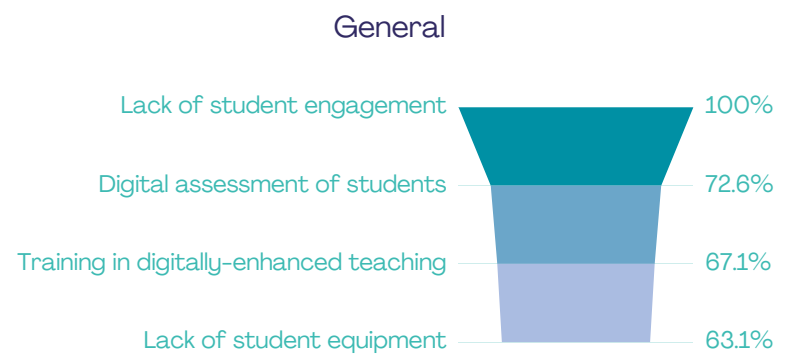 General
Lack of student engagement 100%
Digital assessment of students 72.6%
Training in digitally-enhanced teaching 67.1%
Lack of student equipment 63.1%